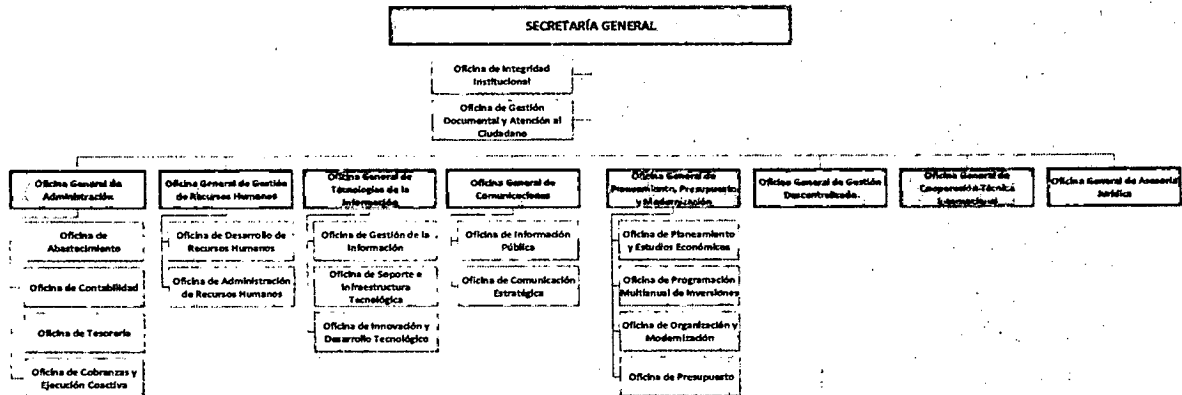 SECRETARÍA GENERAL
Oficina de Integridad
Institucional
Oficina de Gestión
Documental y Atención al
Ciudadano
Oficina General de
Administración
Oficina General de Gestión
de Recursos Humanos
Oficina General de
Tecnologías de la
Información
Oficina General de
Comunicaciones
Oficina General de
Planeamiento, Presupuesto
y Modernización
Oficina General de Gestión
Descentralizada
Oficina General de
Cooperación Técnica
Internacional
Oficina General de Asesoría
Jurídica
Oficina de
Abastecimiento
Oficina de Contabilidad
Oficina de Tesorería
Oficina de Cobranzas y
Ejecución Coactiva
Oficina de Desarrollo de
Recursos Humanos
Oficina de Administración
de Recursos Humanos
Oficina de Gestión de la
Información
Oficina de Soporte e
Infraestructura
Tecnológica
Oficina de Innovación y
Desarrollo Tecnológico
Oficina de Información
Pública
Oficina de Comunicación
Estratégica
Oficina de Planeamiento
y Estudios Económicos
Oficina de Programación
Multianual de Inversiones
Oficina de Organización y
Modernización
Oficina de Presupuesto